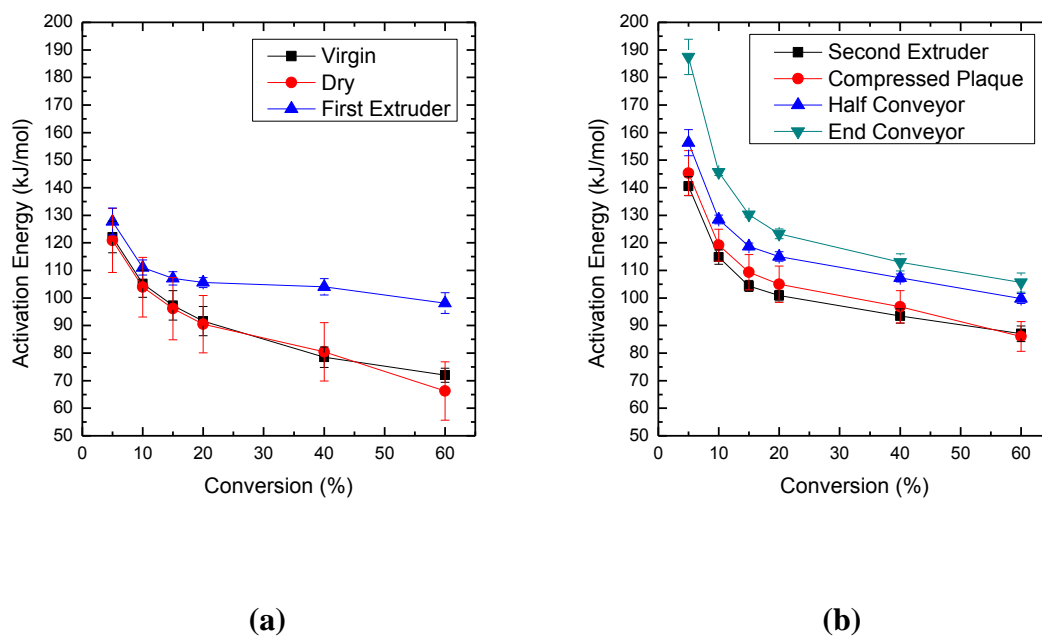 200
190
180
170
160
150
140
130
120
110
100
90
80
70
60
50
Activation Energy (kJ/mol)
Virgin
Dry
First Extruder
0 10 20 30 40 50 60
Conversion (%)
(a)
200
190
180
170
160
150
140
130
120
110
100
90
80
70
60
50
Activation Energy (kJ/mol)
Second Extruder
Compressed Plaque
Half Conveyor
End Conveyor
0 10 20 30 40 50 60
Conversion (%)
(b)